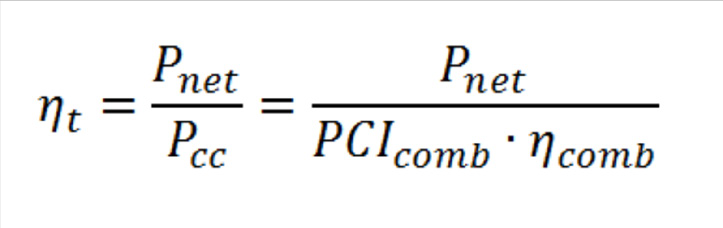 η_t = P_net / P_cc = P_net / (PCI_comb · η_comb)